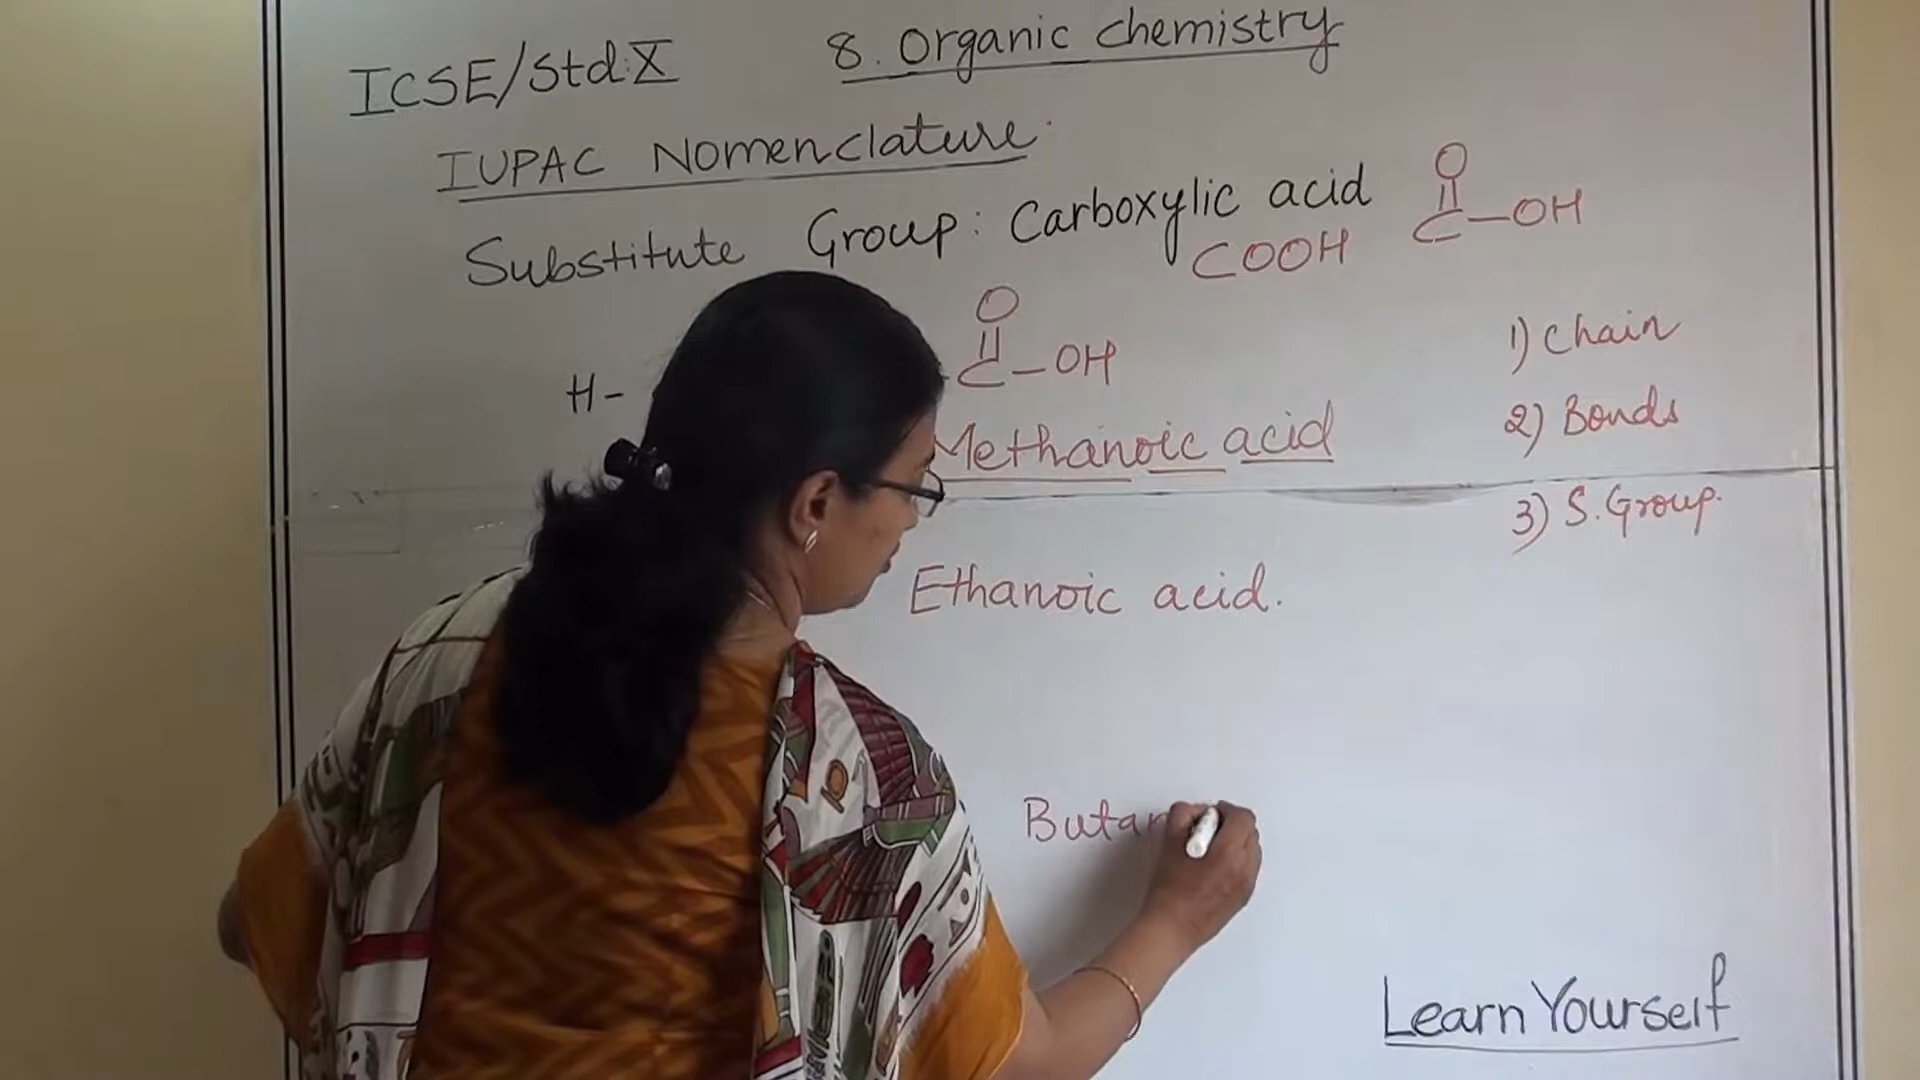 ICSE/Std:X
8. Organic chemistry
IUPAC Nomenclature
Substitute Group: Carboxylic acid
COOH
O
||
C-OH
O
||
H- C-OH
Methanoic acid
Ethanoic acid.
1) Chain
2) Bonds
3) S. Group.
Butan
Learn Yourself